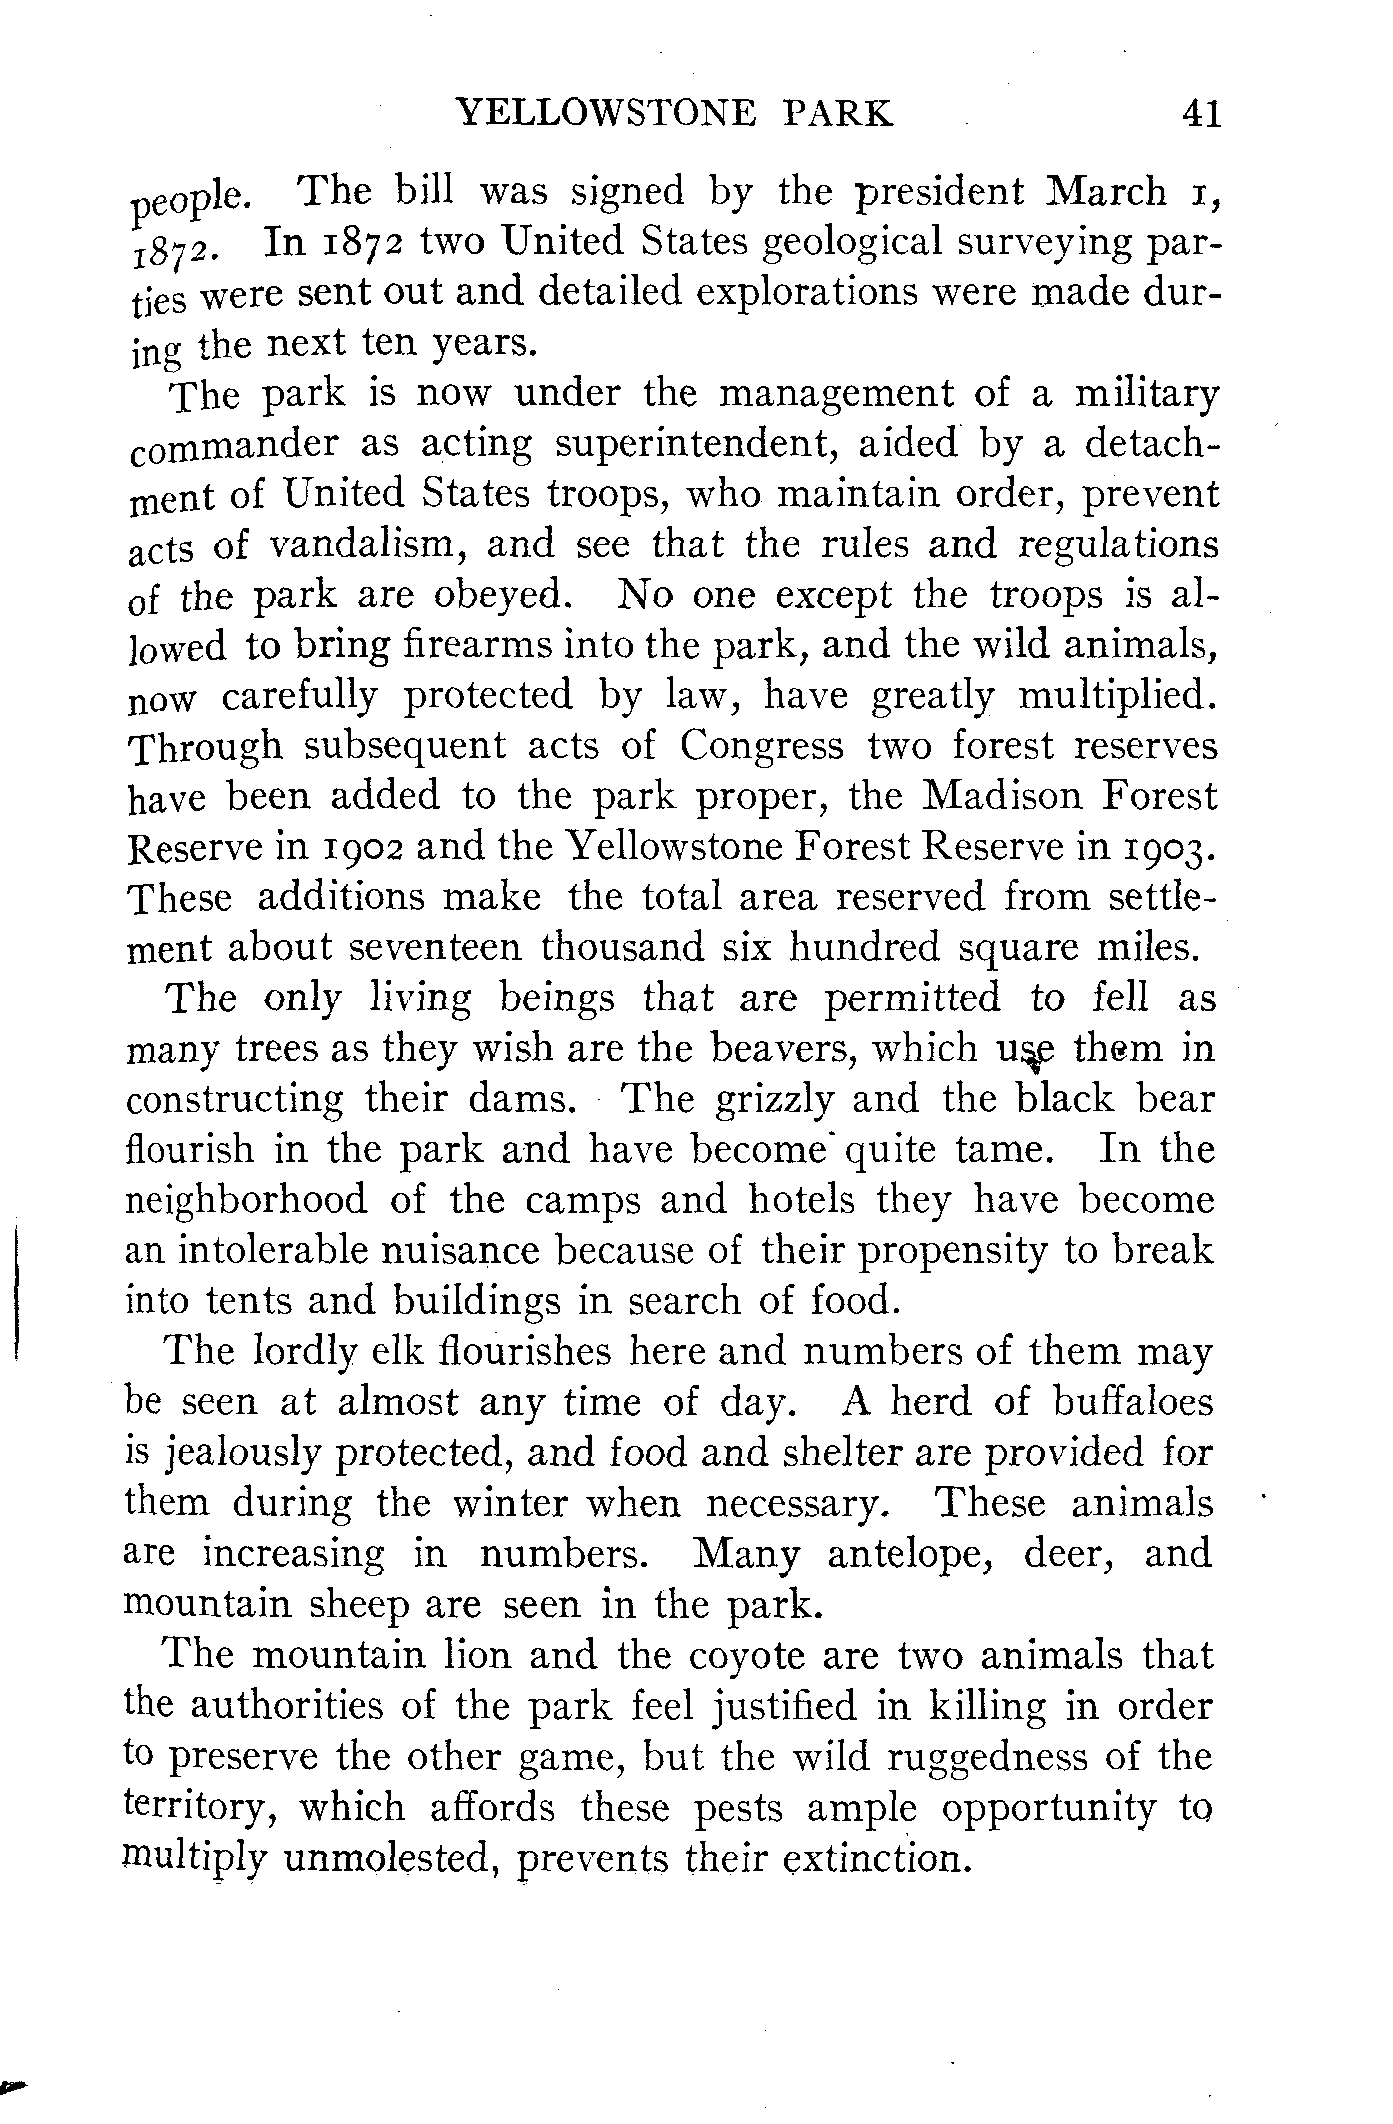 YELLOWSTONE PARK 41
people. The bill was signed by the president March 1,
1872. In 1872 two United States geological surveying par-
ties were sent out and detailed explorations were made dur-
ing the next ten years.
The park is now under the management of a military
commander as acting superintendent, aided by a detach-
ment of United States troops, who maintain order, prevent
acts of vandalism, and see that the rules and regulations
of the park are obeyed. No one except the troops is al-
lowed to bring firearms into the park, and the wild animals,
now carefully protected by law, have greatly multiplied.
Through subsequent acts of Congress two forest reserves
have been added to the park proper, the Madison Forest
Reserve in 1902 and the Yellowstone Forest Reserve in 1903.
These additions make the total area reserved from settle-
ment about seventeen thousand six hundred square miles.
The only living beings that are permitted to fell as
many trees as they wish are the beavers, which use them in
constructing their dams. The grizzly and the black bear
flourish in the park and have become quite tame. In the
neighborhood of the camps and hotels they have become
an intolerable nuisance because of their propensity to break
into tents and buildings in search of food.
The lordly elk flourishes here and numbers of them may
be seen at almost any time of day. A herd of buffaloes
is jealously protected, and food and shelter are provided for
them during the winter when necessary. These animals
are increasing in numbers. Many antelope, deer, and
mountain sheep are seen in the park.
The mountain lion and the coyote are two animals that
the authorities of the park feel justified in killing in order
to preserve the other game, but the wild ruggedness of the
territory, which affords these pests ample opportunity to
multiply unmolested, prevents their extinction.